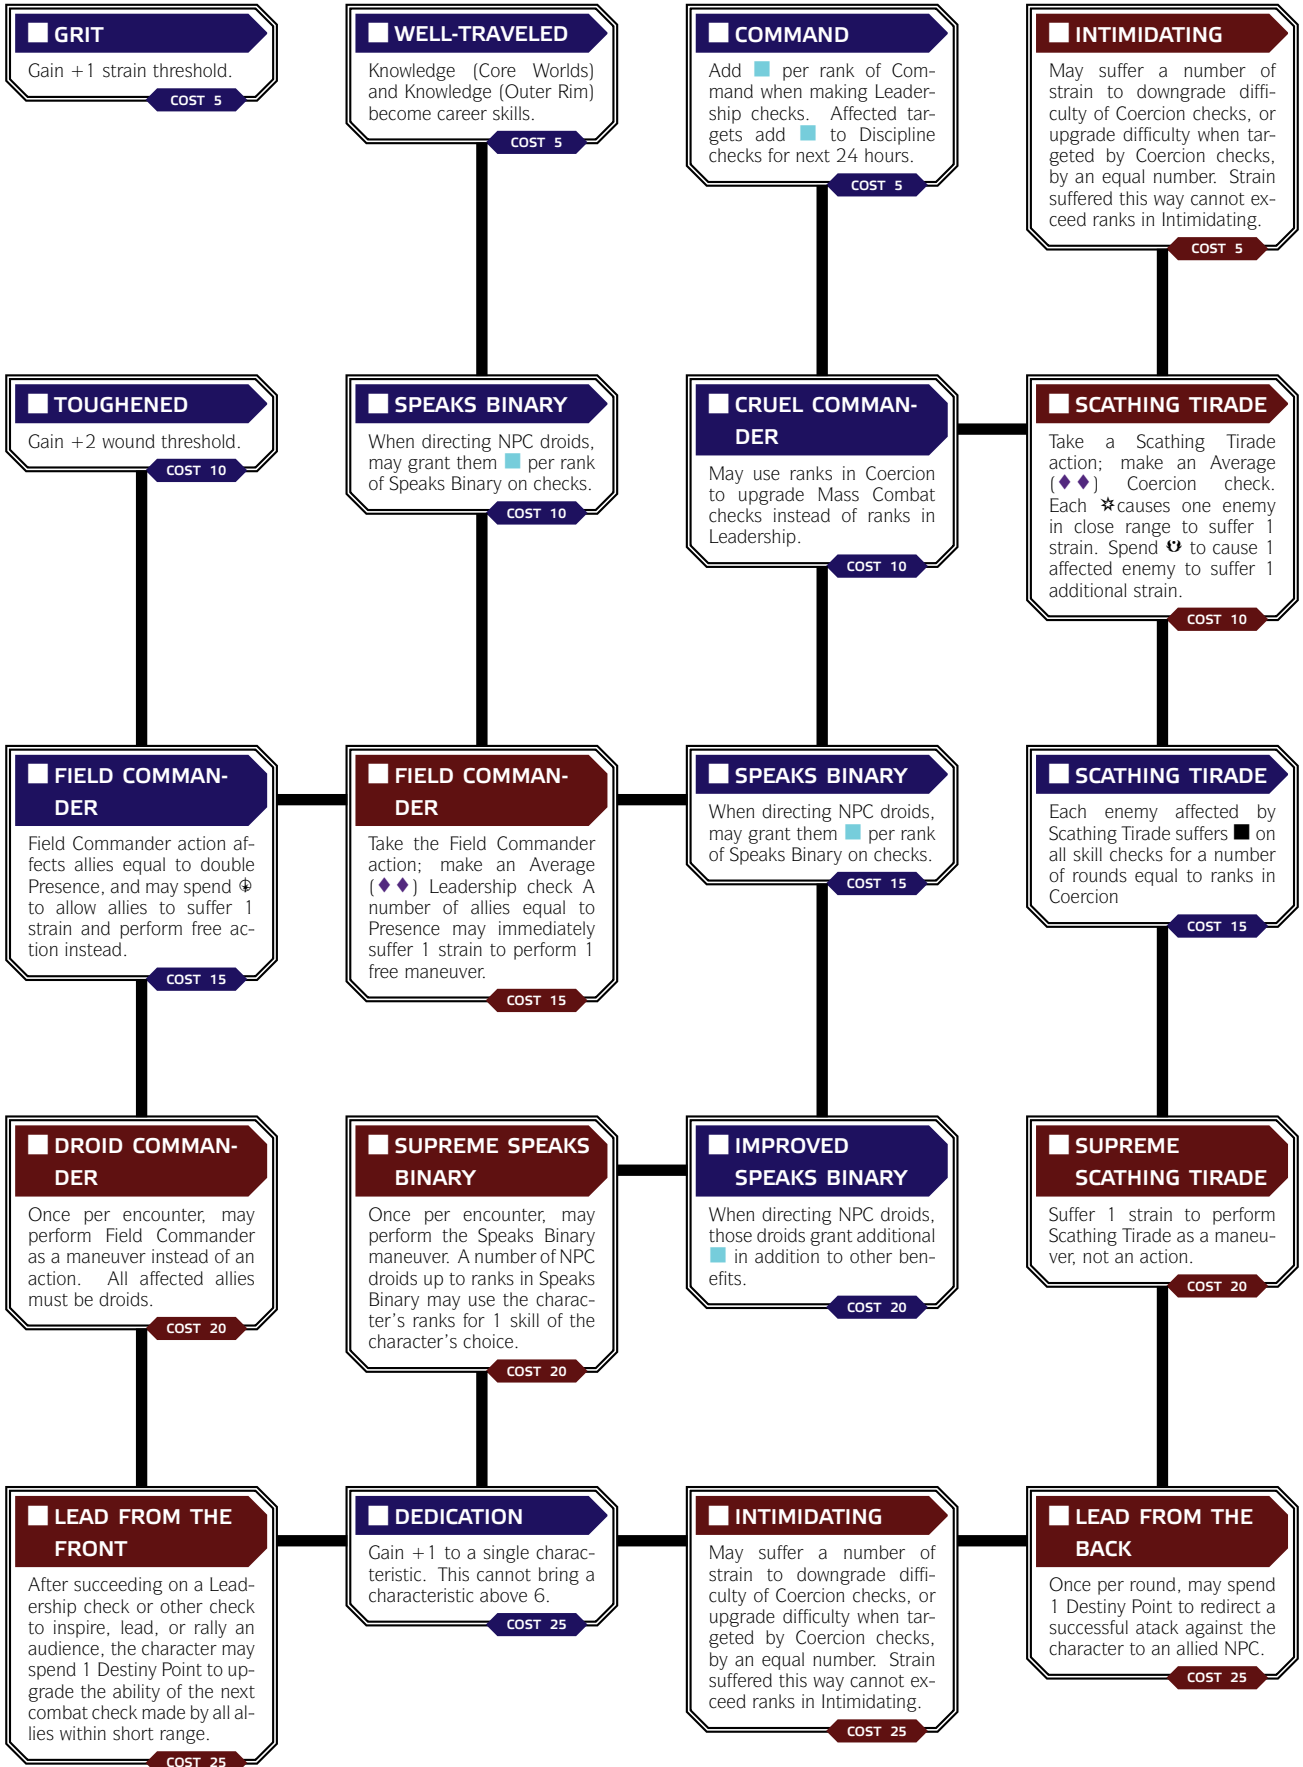 GRIT
Gain +1 strain threshold.
COST 5
WELL-TRAVELED
Knowledge (Core Worlds)
and Knowledge (Outer Rim)
become career skills.
COST 5
COMMAND
Add per rank of Com-
mand when making Leader-
ship checks. Affected tar-
gets add to Discipline
checks for next 24 hours.
COST 5
INTIMIDATING
May suffer a number of
strain to downgrade diffi-
culty of Coercion checks, or
upgrade difficulty when tar-
geted by Coercion checks,
by an equal number. Strain
suffered this way cannot ex-
ceed ranks in Intimidating.
COST 5
TOUGHENED
Gain +2 wound threshold.
COST 10
SPEAKS BINARY
When directing NPC droids,
may grant them per rank
of Speaks Binary on checks.
COST 10
CRUEL COMMAN-
DER
May use ranks in Coercion
to upgrade Mass Combat
checks instead of ranks in
Leadership.
COST 10
SCATHING TIRADE
Take a Scathing Tirade
action; make an Average
(♦♦) Coercion check.
Each causes one enemy
in close range to suffer 1
strain. Spend to cause 1
affected enemy to suffer 1
additional strain.
COST 10
FIELD COMMAN-
DER
Field Commander action af-
fects allies equal to double
Presence, and may spend
to allow allies to suffer 1
strain and perform free ac-
tion instead.
COST 15
FIELD COMMAN-
DER
Take the Field Commander
action; make an Average
(♦♦) Leadership check A
number of allies equal to
Presence may immediately
suffer 1 strain to perform 1
free maneuver.
COST 15
SPEAKS BINARY
When directing NPC droids,
may grant them per rank
of Speaks Binary on checks.
COST 15
SCATHING TIRADE
Each enemy affected by
Scathing Tirade suffers on
all skill checks for a number
of rounds equal to ranks in
Coercion
COST 15
DROID COMMAN-
DER
Once per encounter, may
perform Field Commander
as a maneuver instead of an
action. All affected allies
must be droids.
COST 20
SUPREME SPEAKS
BINARY
Once per encounter, may
perform the Speaks Binary
maneuver. A number of NPC
droids up to ranks in Speaks
Binary may use the charac-
ter's ranks for 1 skill of the
character's choice.
COST 20
IMPROVED
SPEAKS BINARY
When directing NPC droids,
those droids grant additional
in addition to other ben-
efits.
COST 20
SUPREME
SCATHING TIRADE
Suffer 1 strain to perform
Scathing Tirade as a maneu-
ver, not an action.
COST 20
LEAD FROM THE
FRONT
After succeeding on a Lead-
ership check or other check
to inspire, lead, or rally an
audience, the character may
spend 1 Destiny Point to up-
grade the ability of the next
combat check made by all al-
lies within short range.
COST 25
DEDICATION
Gain +1 to a single charac-
teristic. This cannot bring a
characteristic above 6.
COST 25
INTIMIDATING
May suffer a number of
strain to downgrade diffi-
culty of Coercion checks, or
upgrade difficulty when tar-
geted by Coercion checks,
by an equal number. Strain
suffered this way cannot ex-
ceed ranks in Intimidating.
COST 25
LEAD FROM THE
BACK
Once per round, may spend
1 Destiny Point to redirect a
successful atack against the
character to an allied NPC.
COST 25